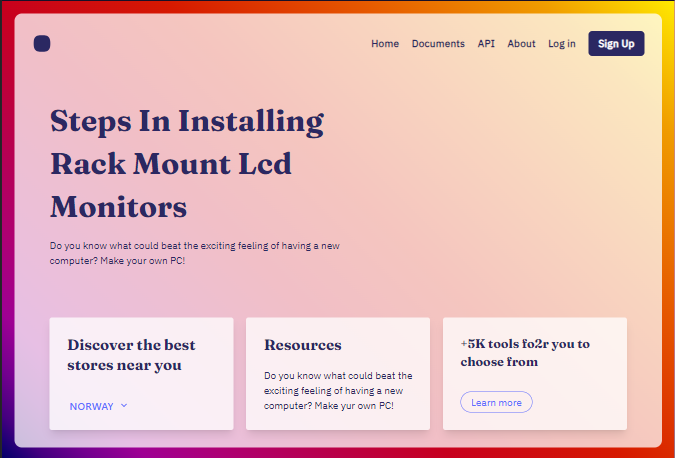 Home Documents API About Log in Sign Up
Steps In Installing
Rack Mount Lcd
Monitors
Do you know what could beat the exciting feeling of having a new
computer? Make your own PC!
Discover the best
stores near you
NORWAY
Resources
Do you know what could beat the
exciting feeling of having a new
computer? Make yur own PC!
+5K tools fo2r you to
choose from
Learn more